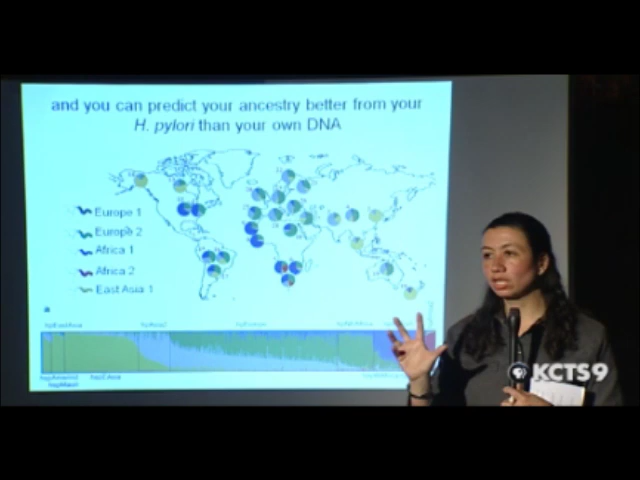 and you can predict your ancestry better from your
H. pylori than your own DNA
Europe 1
Europe 2
Africa 1
Africa 2
East Asia 1
hpEurope
KCTS9